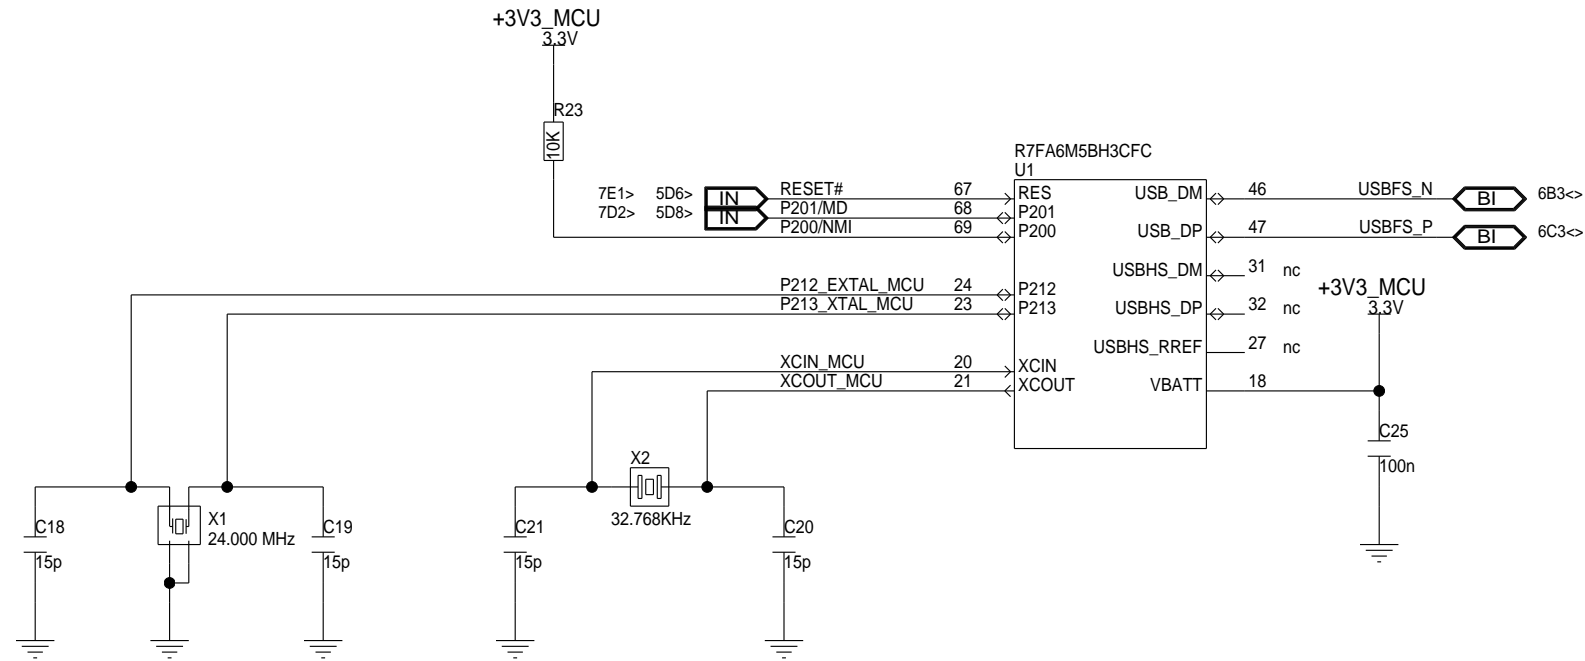 +3V3_MCU
3.3V
R23
10K
R7FA6M5BH3CFC
U1
7E1> 5D6> IN RESET# 67 RES USB_DM 46 USBFS_N BI 6B3<>
7D2> 5D8> IN P201/MD 68 P201
P200/NMI 69 P200 USB_DP 47 USBFS_P BI 6C3<>
USBHS_DM 31 nc
P212_EXTAL_MCU 24 P212
+3V3_MCU
3.3V
P213_XTAL_MCU 23 P213 USBHS_DP 32 nc
USBHS_RREF 27 nc
XCIN_MCU 20 XCIN
XCOUT_MCU 21 XCOUT VBATT 18
C25
100n
X2
32.768KHz
C18
15p
X1
24.000 MHz
C19
15p
C21
15p
C20
15p